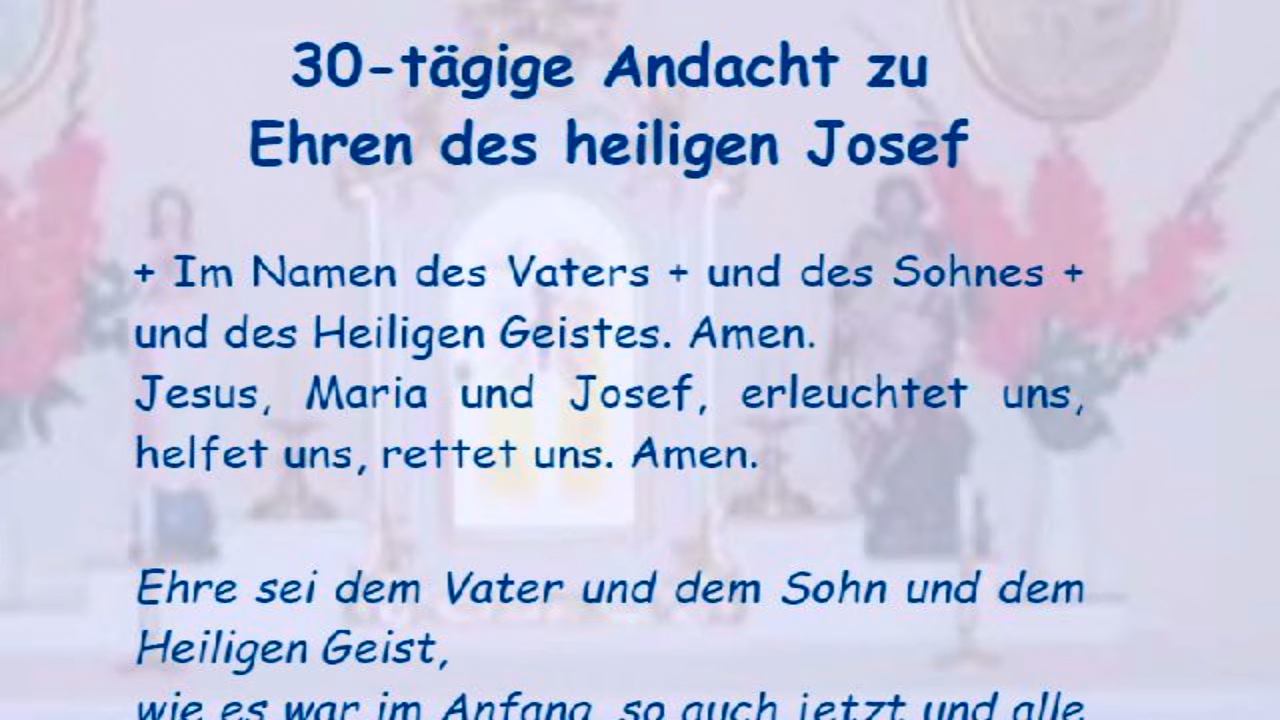 30-tägige Andacht zu
Ehren des heiligen Josef
+ Im Namen des Vaters + und des Sohnes +
und des Heiligen Geistes. Amen.
Jesus, Maria und Josef, erleuchtet uns,
helfet uns, rettet uns. Amen.
Ehre sei dem Vater und dem Sohn und dem
Heiligen Geist,
wie es war im Anfang, so auch jetzt und alle